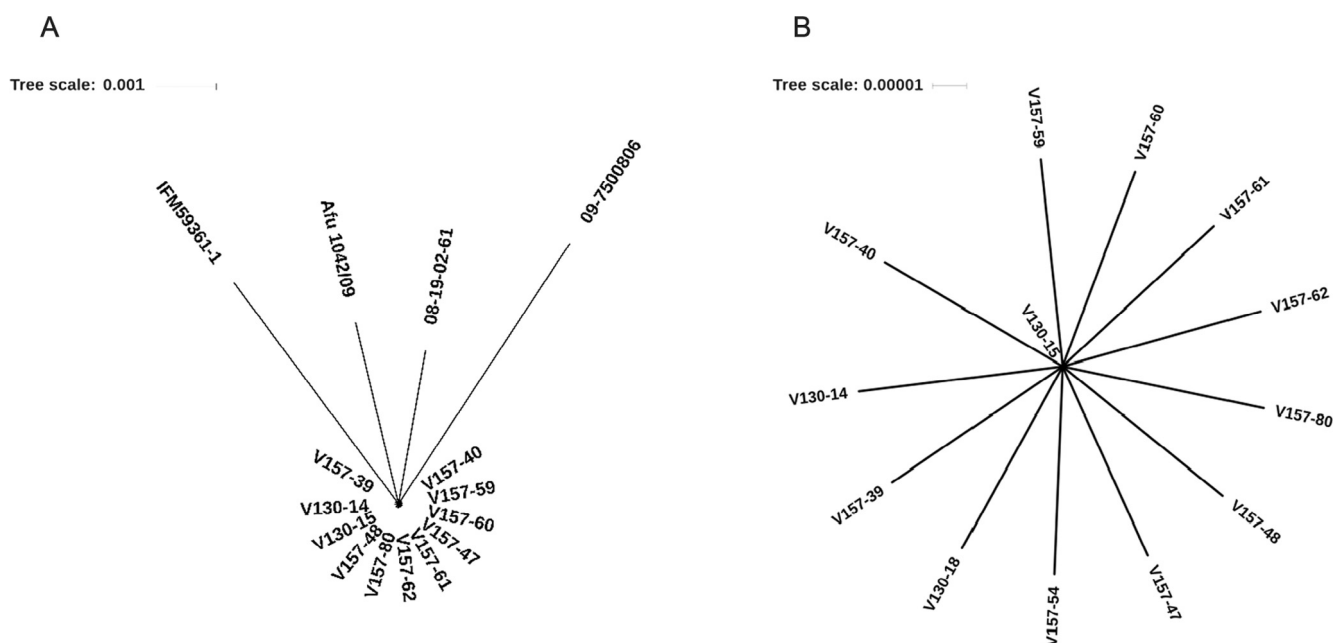 A
B
Tree scale: 0.001
Tree scale: 0.00001
IFM59361-1
Afu 1042/09
08-19-02-61
09-7500806
V157-39
V130-14
V130-15
V157-48
V157-80
V157-62
V157-61
V157-47
V157-60
V157-59
V157-40
V157-59
V157-60
V157-61
V157-62
V157-80
V157-48
V157-47
V157-54
V130-18
V157-39
V130-14
V157-40
V130-15